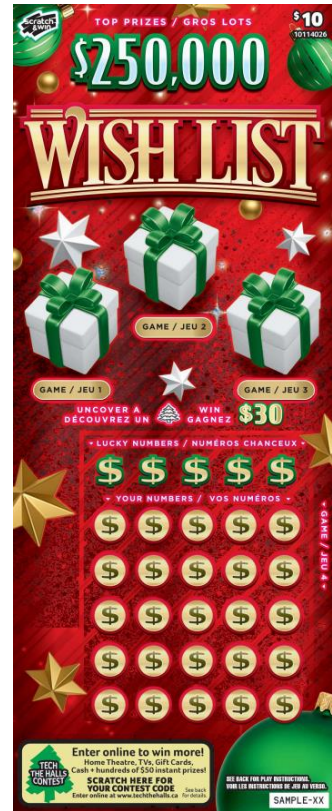 Scratch & Win
TOP PRIZES / GROS LOTS
$10
10114026
$250,000
WISH LIST
GAME / JEU 2
GAME / JEU 1
GAME / JEU 3
UNCOVER A
DÉCOUVREZ UN
WIN
GAGNEZ
$30
LUCKY NUMBERS / NUMÉROS CHANCEUX
$ $ $ $ $
YOUR NUMBERS / VOS NUMÉROS
$ $ $ $ $
$ $ $ $ $
$ $ $ $ $
$ $ $ $ $
$ $ $ $ $
GAME / JEU 4
TECH
THE HALLS
CONTEST
Enter online to win more!
Home Theatre, TVs, Gift Cards,
Cash + hundreds of $50 instant prizes!
SCRATCH HERE FOR
YOUR CONTEST CODE
Enter online at www.techthehalls.ca
See back
for details.
SEE BACK FOR PLAY INSTRUCTIONS.
VOIR LES INSTRUCTIONS DE JEU AU VERSO.
SAMPLE-XX